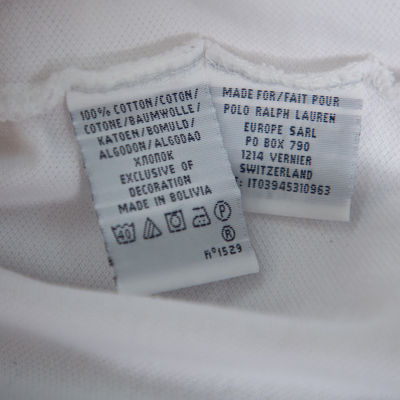 100% COTTON/COTON/
COTONE/BAUMWOLLE/
KATOEN/BOMULD/
ALGODON/ALGODAO
ХЛОПОК
EXCLUSIVE OF
DECORATION
MADE IN BOLIVIA
40 P
R
N°1529
MADE FOR/FAIT POUR
POLO RALPH LAUREN
EUROPE SARL
PO BOX 790
1214 VERNIER
SWITZERLAND
: IT03945310963